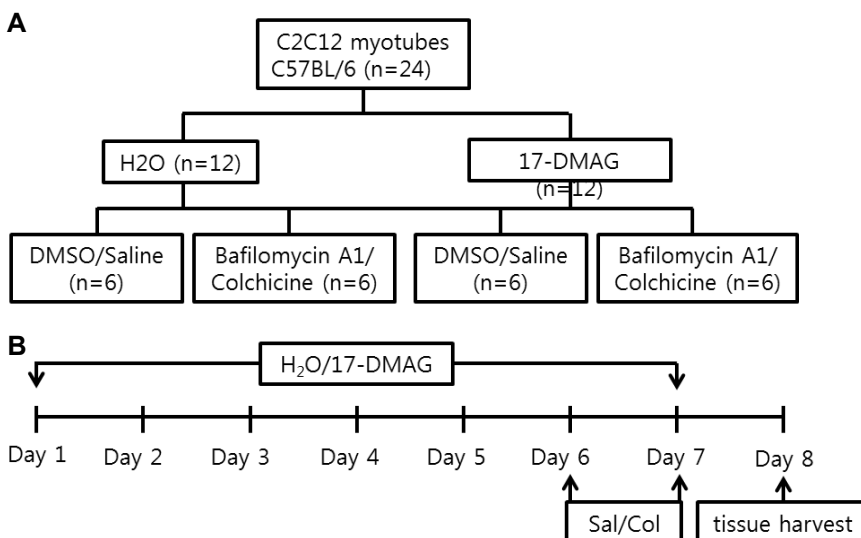 A
C2C12 myotubes
C57BL/6 (n=24)
H2O (n=12)
17-DMAG
(n=12)
DMSO/Saline
(n=6)
Bafilomycin A1/
Colchicine (n=6)
DMSO/Saline
(n=6)
Bafilomycin A1/
Colchicine (n=6)
B
H₂O/17-DMAG
Day 1 Day 2 Day 3 Day 4 Day 5 Day 6 Day 7 Day 8
Sal/Col tissue harvest